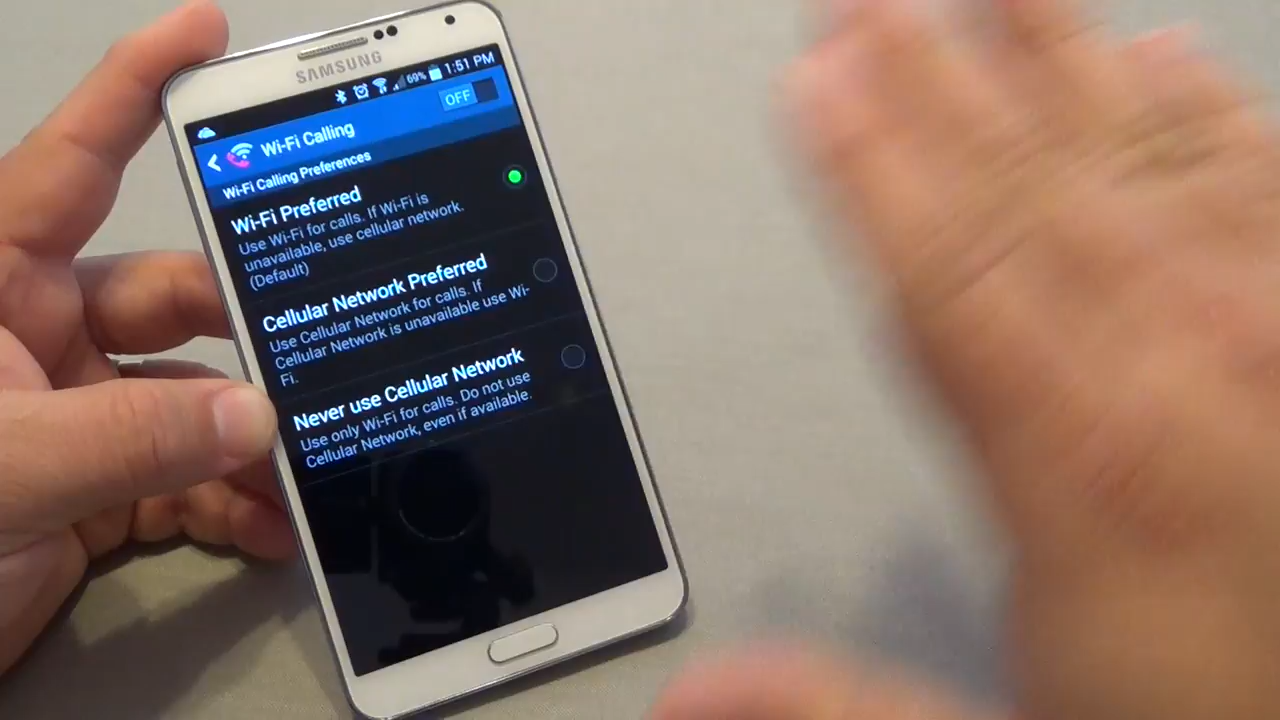 SAMSUNG
69% 1:51 PM
Wi-Fi Calling OFF
Wi-Fi Calling Preferences
Wi-Fi Preferred
Use Wi-Fi for calls. If Wi-Fi is
unavailable, use cellular network.
(Default)
Cellular Network Preferred
Use Cellular Network for calls. If
Cellular Network is unavailable use Wi-
Fi.
Never use Cellular Network
Use only Wi-Fi for calls. Do not use
Cellular Network, even if available.